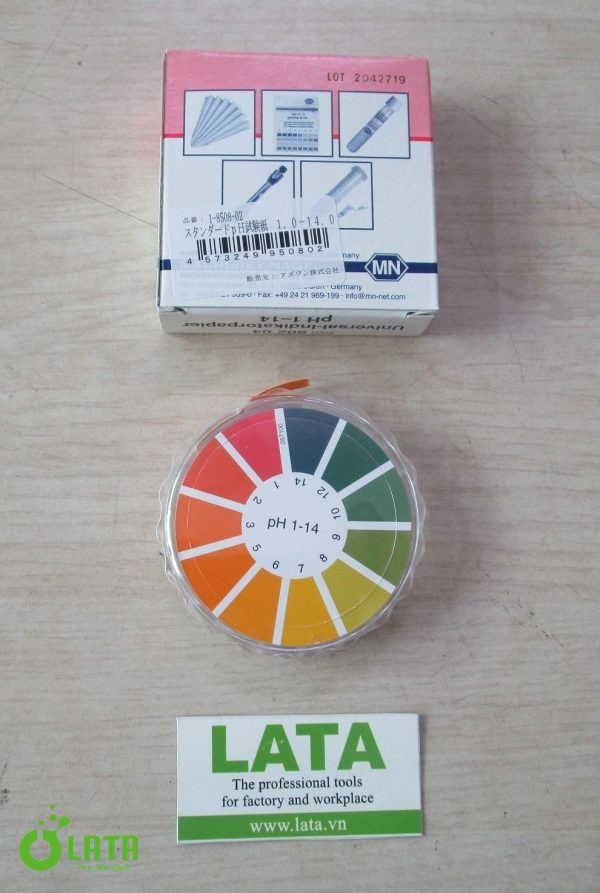 LOT 2042719
品番： 1-8508-02
スタンダードpH試験紙 1.0-14.0
4 573249 950802
販売元： アズワン株式会社
many
MN
Germany
Fax: +49 24 21 969-199 · info@mn-net.com
902 04
Universal-Indikatorpapier
pH 1–14
057100
1
2
3
5
6
7
8
9
10
12
14
pH 1-14
LATA
The professional tools
for factory and workplace
www.lata.vn
LATA